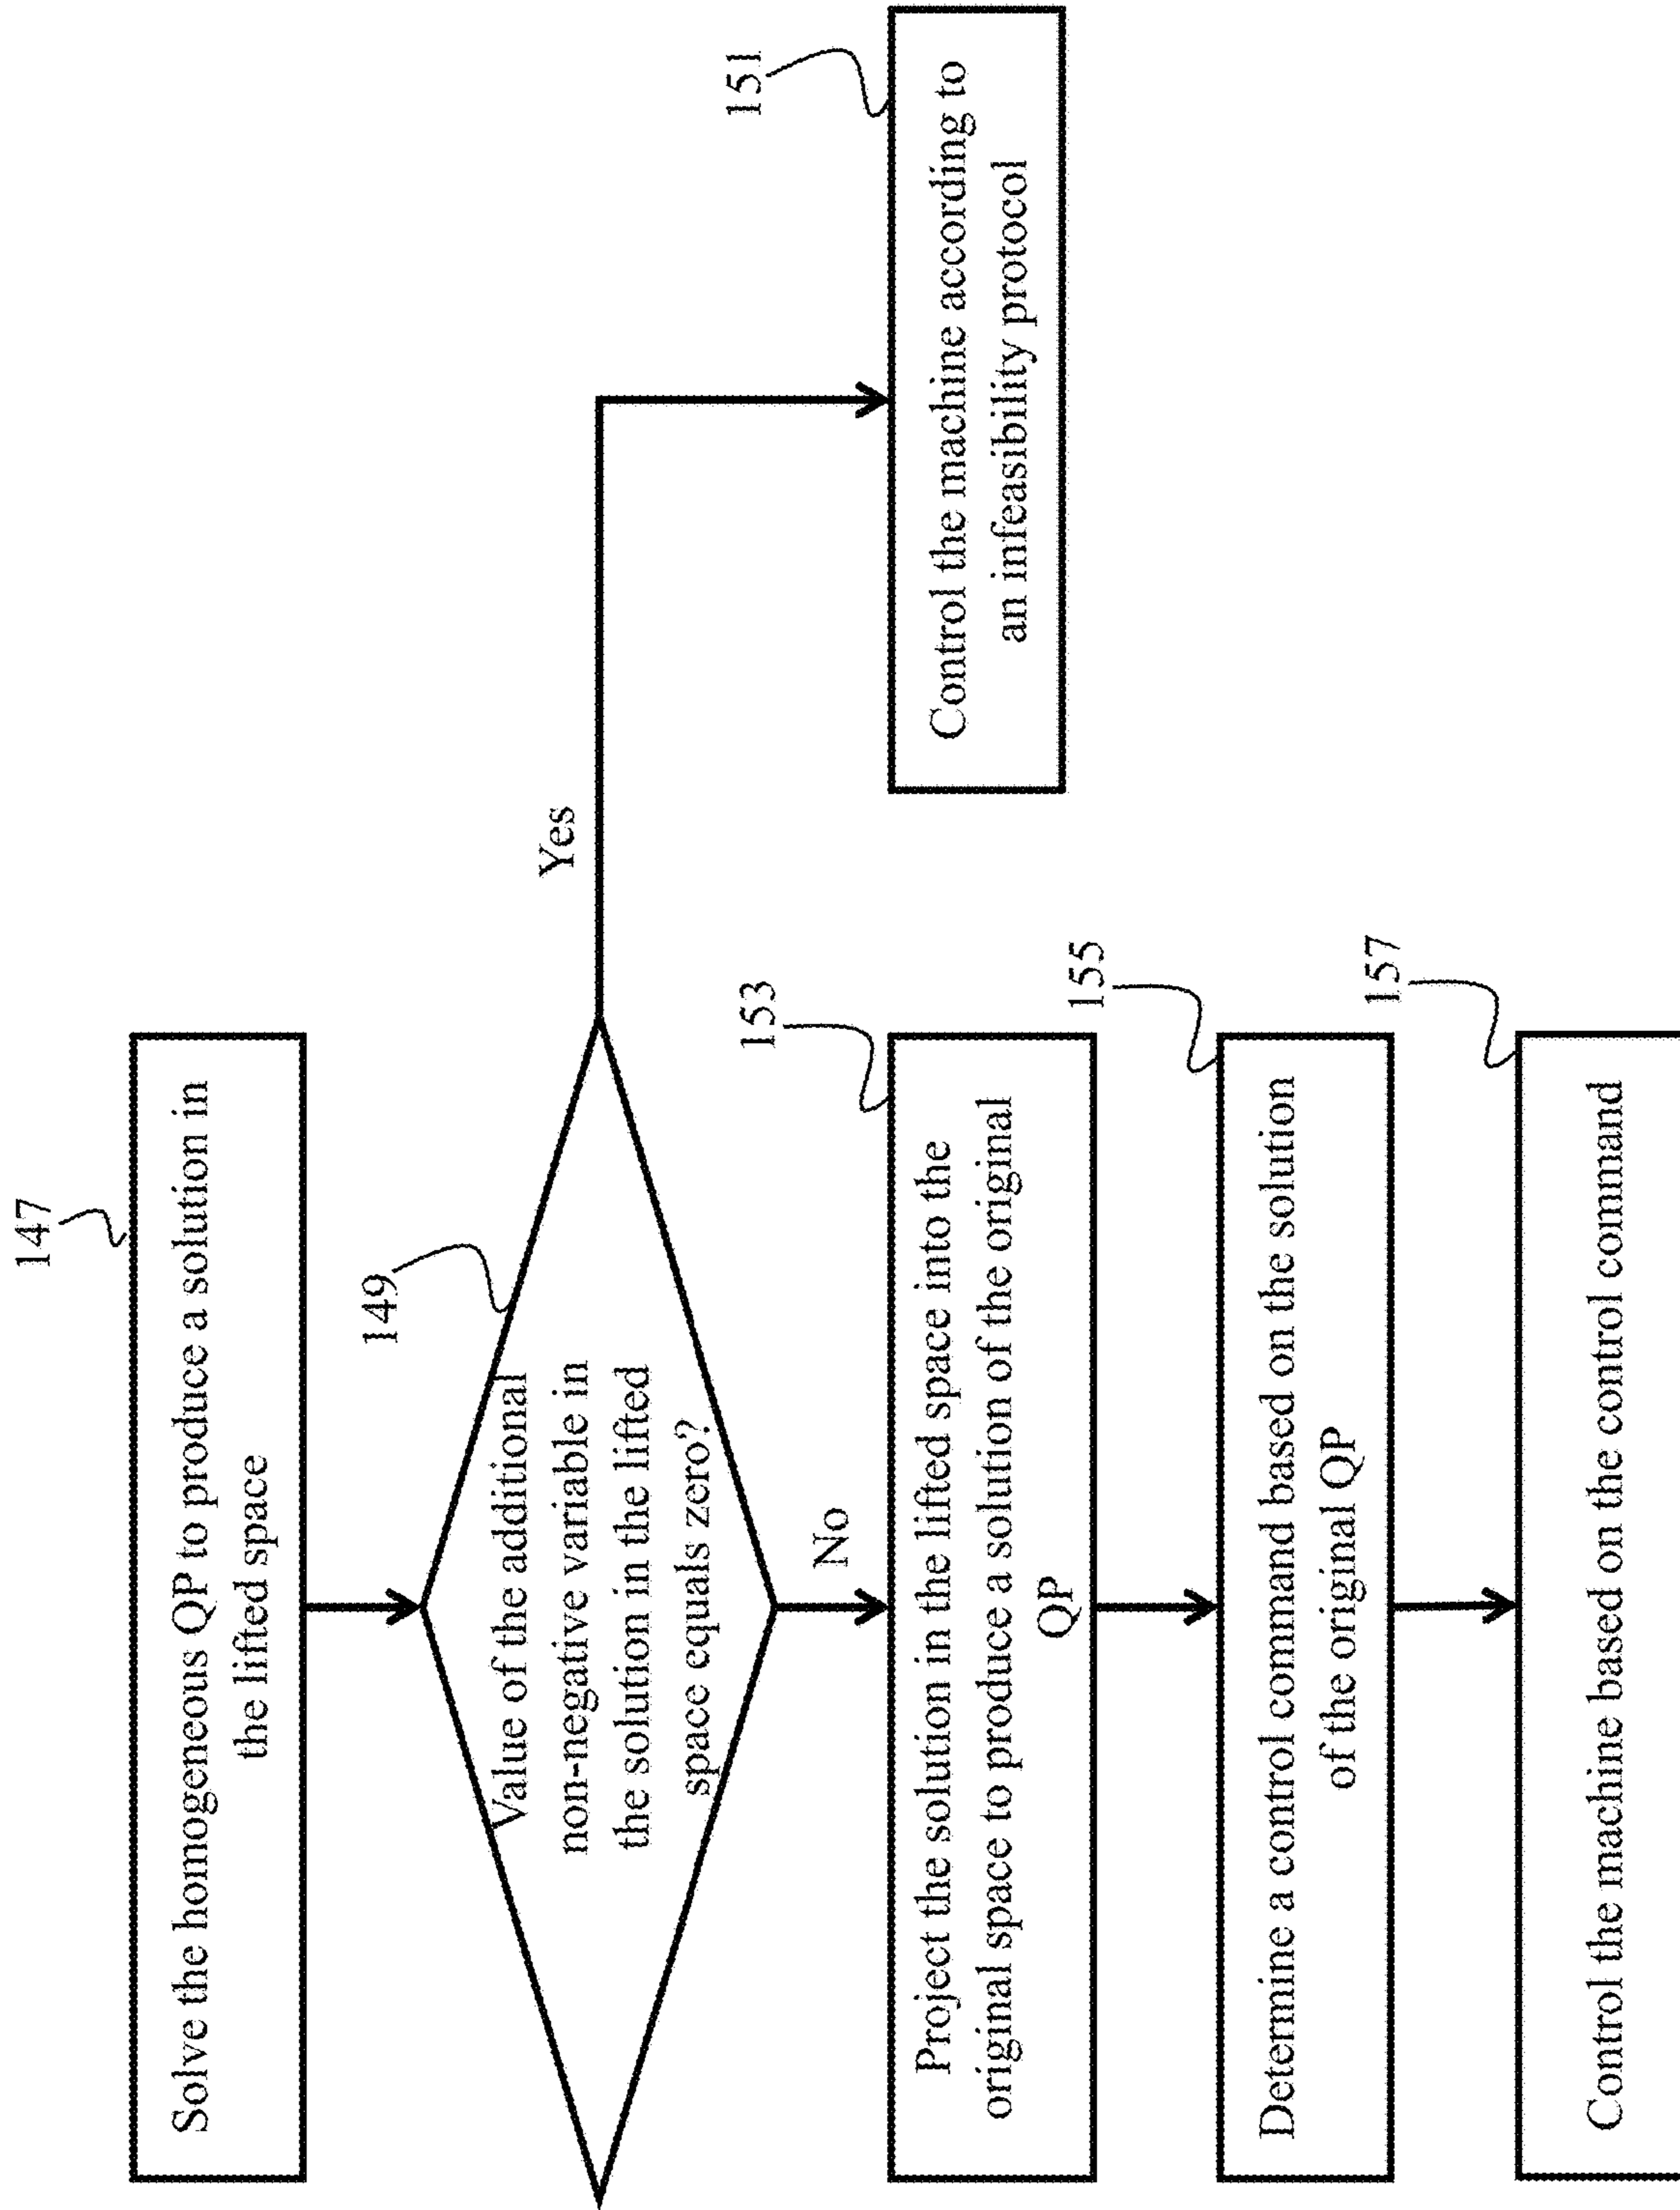 147
Solve the homogeneous QP to produce a solution in
the lifted space
149
Value of the additional
non-negative variable in
the solution in the lifted
space equals zero?
Yes
151
Control the machine according to
an infeasibility protocol
No
153
Project the solution in the lifted space into the
original space to produce a solution of the original
QP
155
Determine a control command based on the solution
of the original QP
157
Control the machine based on the control command